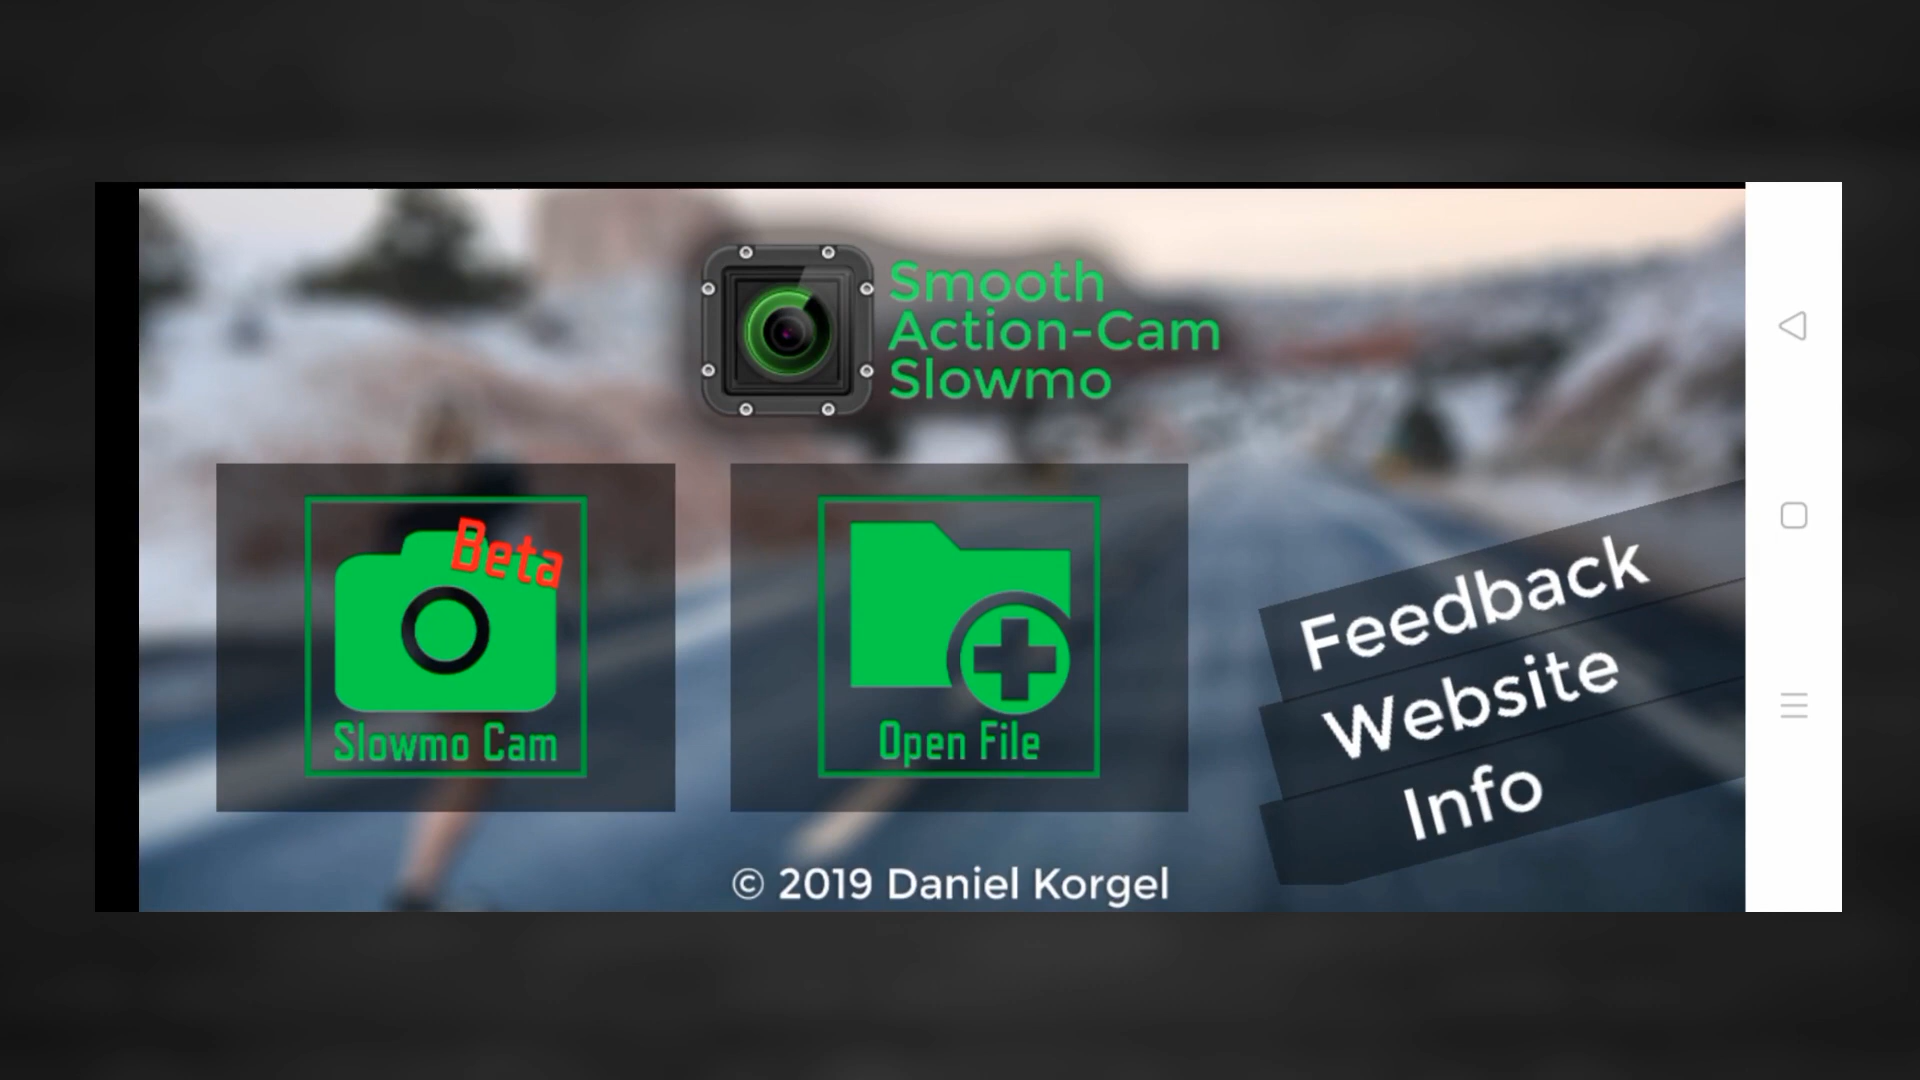 Smooth
Action-Cam
Slowmo
Beta
Slowmo Cam
Open File
Feedback
Website
Info
© 2019 Daniel Korgel